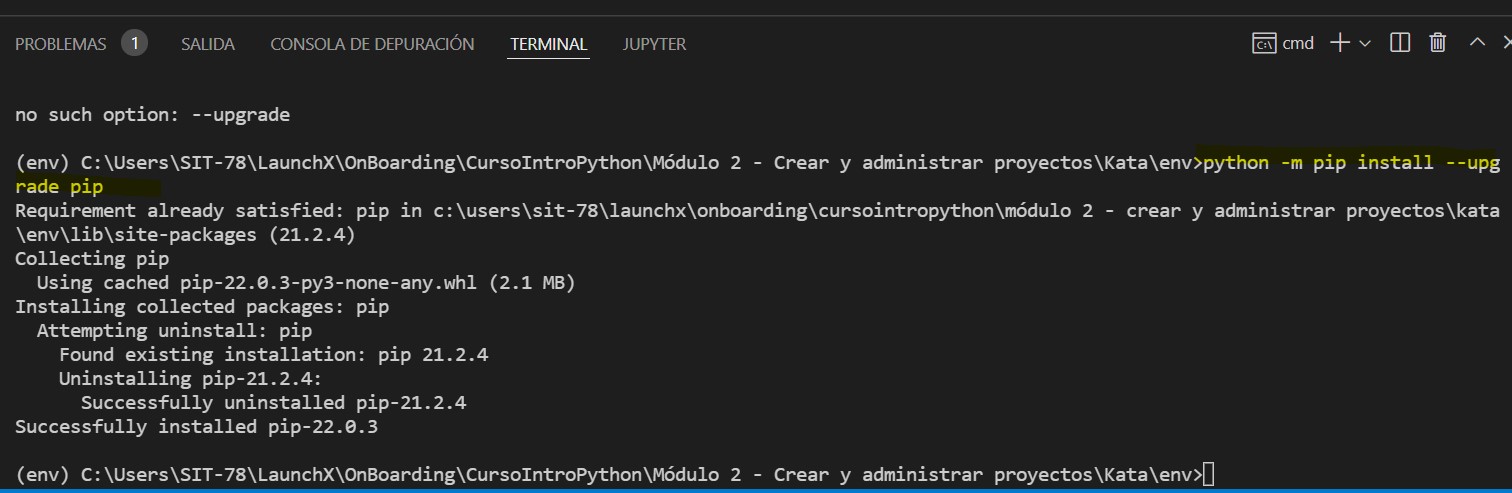 PROBLEMAS 1 SALIDA CONSOLA DE DEPURACIÓN TERMINAL JUPYTER cmd
no such option: --upgrade
(env) C:\Users\SIT-78\LaunchX\OnBoarding\CursoIntroPython\Módulo 2 - Crear y administrar proyectos\Kata\env>python -m pip install --upg
rade pip
Requirement already satisfied: pip in c:\users\sit-78\launchx\onboarding\cursointropython\módulo 2 - crear y administrar proyectos\kata
\env\lib\site-packages (21.2.4)
Collecting pip
  Using cached pip-22.0.3-py3-none-any.whl (2.1 MB)
Installing collected packages: pip
  Attempting uninstall: pip
    Found existing installation: pip 21.2.4
    Uninstalling pip-21.2.4:
      Successfully uninstalled pip-21.2.4
Successfully installed pip-22.0.3
(env) C:\Users\SIT-78\LaunchX\OnBoarding\CursoIntroPython\Módulo 2 - Crear y administrar proyectos\Kata\env>